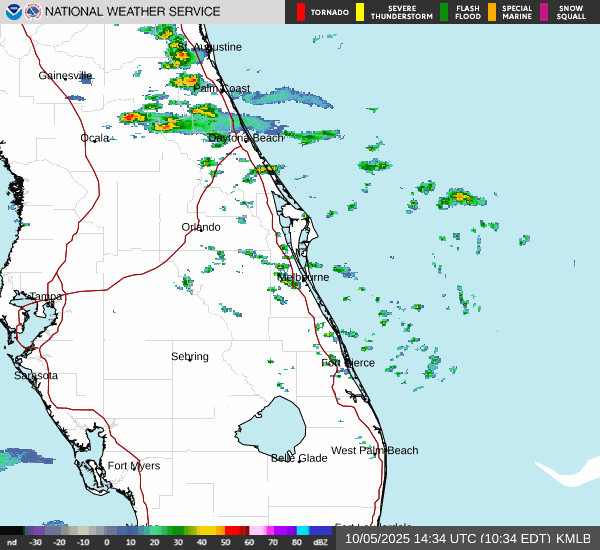 NATIONAL WEATHER SERVICE
TORNADO
SEVERE THUNDERSTORM
FLASH FLOOD
SPECIAL MARINE
SNOW SQUALL
St. Augustine
Gainesville
Palm Coast
Ocala
Daytona Beach
Orlando
Melbourne
Tampa
Sebring
Fort Pierce
Sarasota
West Palm Beach
Belle Glade
Fort Myers
nd -30 -20 -10 0 10 20 30 40 50 60 70 80 dBZ
10/05/2025 14:34 UTC (10:34 EDT) KMLB